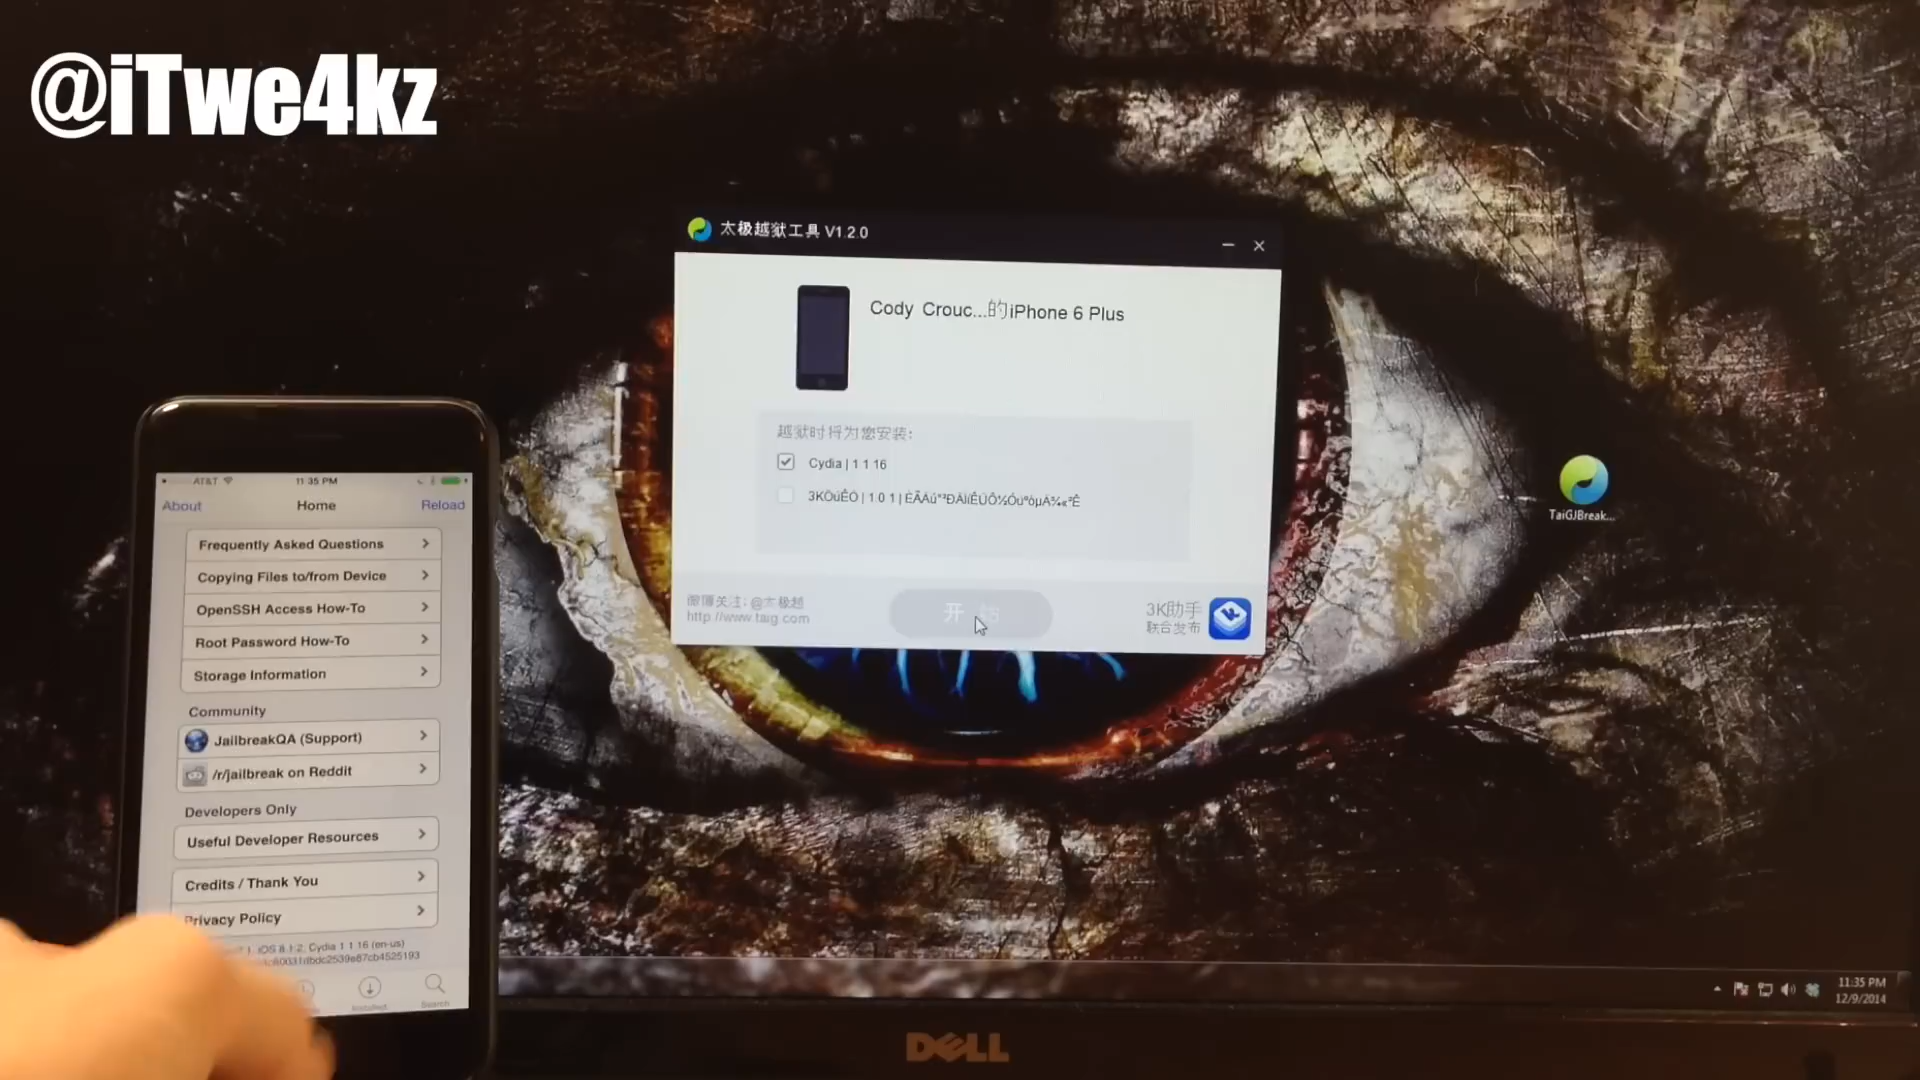 @iTwe4kz
太极越狱工具 V1.2.0
Cody Crouc...的iPhone 6 Plus
越狱时将为您安装:
Cydia | 1 1 16
3KÖúÊÖ | 1.0 1 |
微博关注: @太极越
http://www.taig.com
开
3K助手
联合发布
TaiGJBreak...
AT&T
11:35 PM
About
Home
Reload
Frequently Asked Questions
Copying Files to/from Device
OpenSSH Access How-To
Root Password How-To
Storage Information
Community
JailbreakQA (Support)
/r/jailbreak on Reddit
Developers Only
Useful Developer Resources
Credits / Thank You
Privacy Policy
iOS 8.1.2, Cydia 1 1 16 (en-us)
Installed
Search
11:35 PM
12/9/2014
DELL